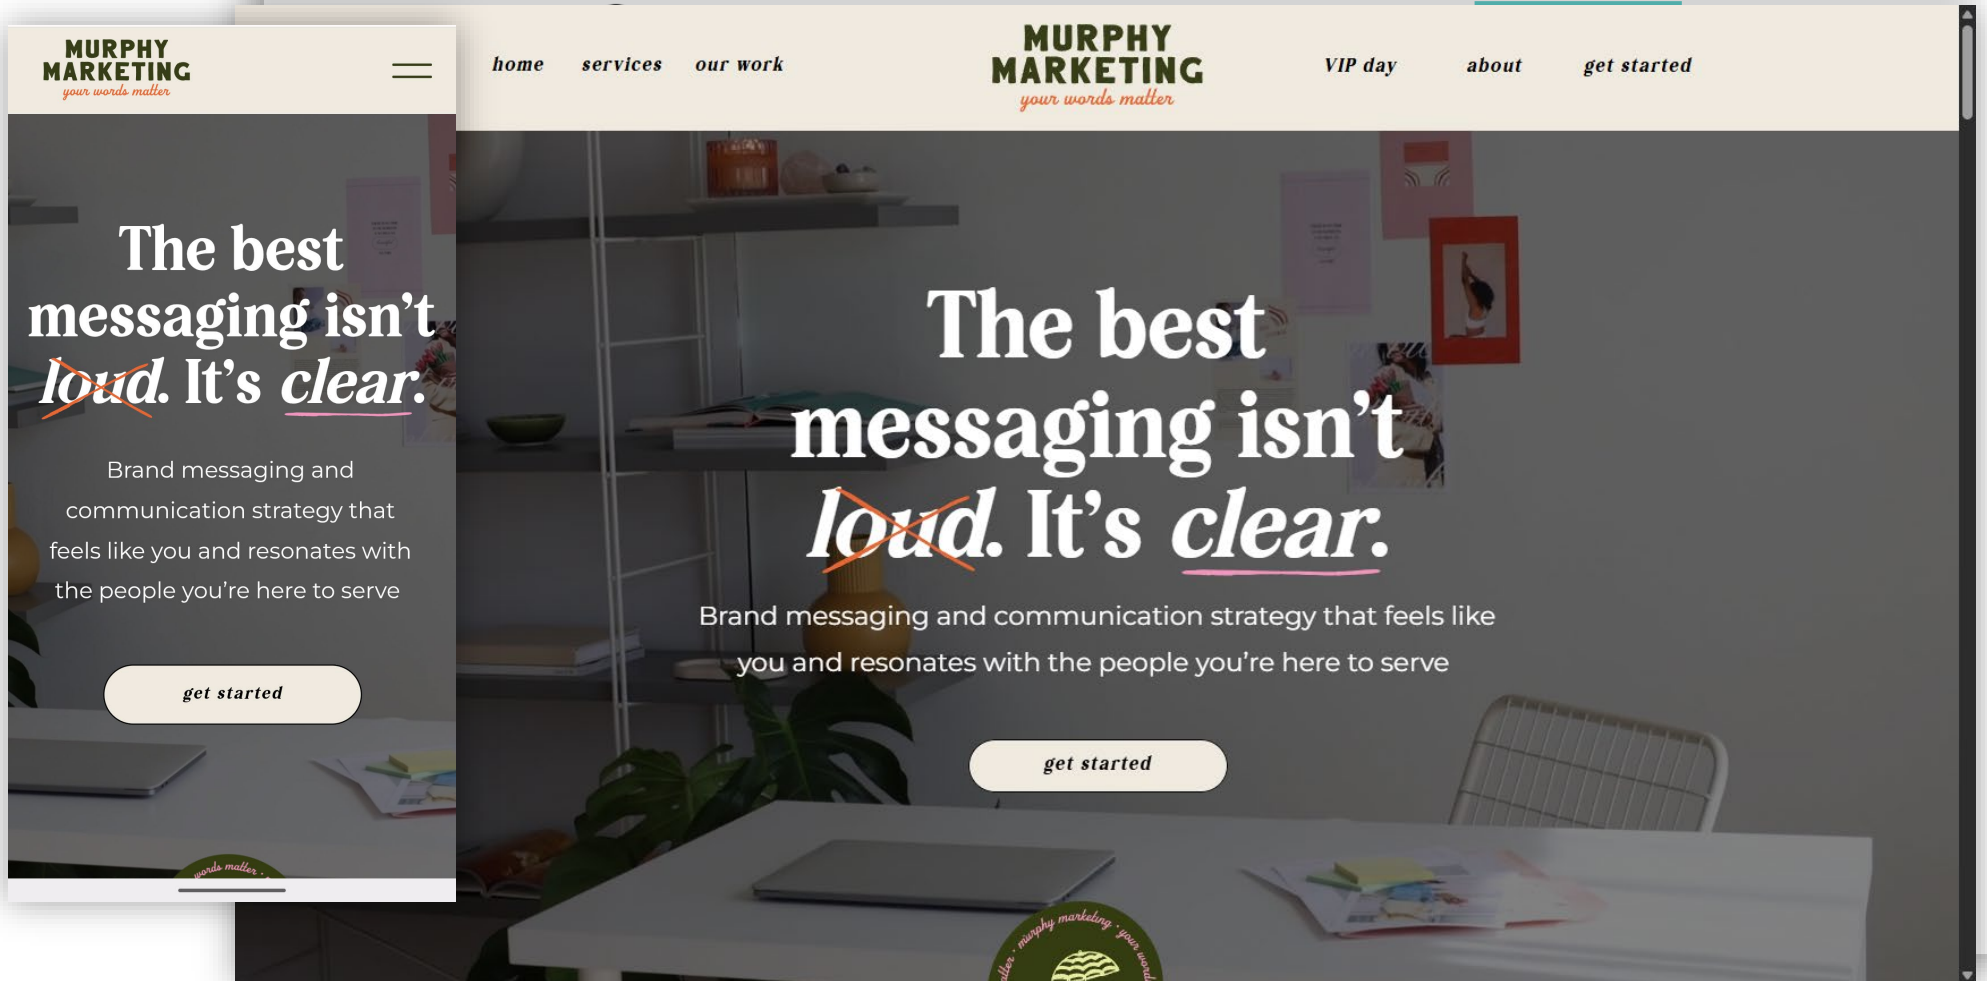 MURPHY
MARKETING
your words matter
The best
messaging isn't
loud. It's clear.
Brand messaging and
communication strategy that
feels like you and resonates with
the people you're here to serve
get started
words matter ·
home services our work
MURPHY
MARKETING
your words matter
VIP day about get started
The best
messaging isn't
loud. It's clear.
Brand messaging and communication strategy that feels like
you and resonates with the people you're here to serve
get started
· murphy marketing · your